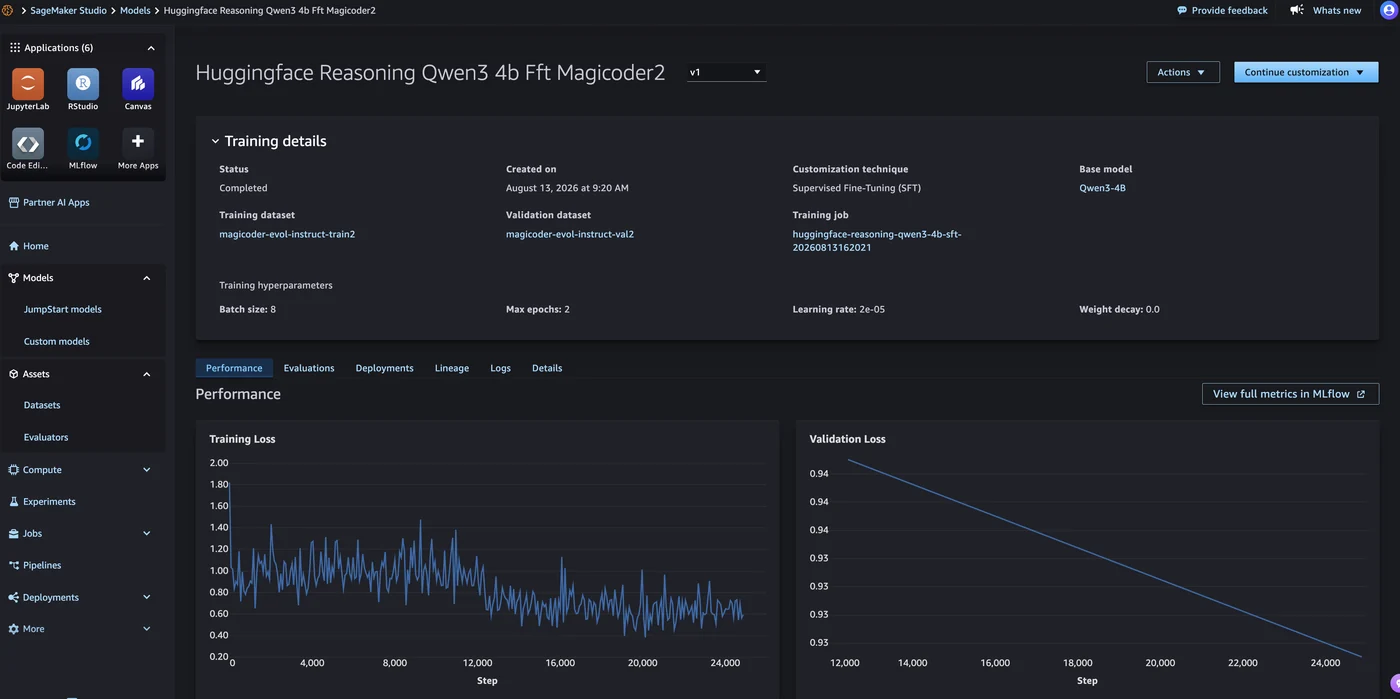 SageMaker Studio > Models > Huggingface Reasoning Qwen3 4b Fft Magicoder2
Provide feedback
Whats new
Applications (6)
JupyterLab
RStudio
Canvas
Code Edi...
MLflow
More Apps
Partner AI Apps
Home
Models
JumpStart models
Custom models
Assets
Datasets
Evaluators
Compute
Experiments
Jobs
Pipelines
Deployments
More
Huggingface Reasoning Qwen3 4b Fft Magicoder2
v1
Actions
Continue customization
Training details
Status
Completed
Created on
August 13, 2026 at 9:20 AM
Customization technique
Supervised Fine-Tuning (SFT)
Base model
Qwen3-4B
Training dataset
magicoder-evol-instruct-train2
Validation dataset
magicoder-evol-instruct-val2
Training job
huggingface-reasoning-qwen3-4b-sft-
20260813162021
Training hyperparameters
Batch size: 8
Max epochs: 2
Learning rate: 2e-05
Weight decay: 0.0
Performance
Evaluations
Deployments
Lineage
Logs
Details
Performance
View full metrics in MLflow
Training Loss
2.00
1.80
1.60
1.40
1.20
1.00
0.80
0.60
0.40
0.20
0 4,000 8,000 12,000 16,000 20,000 24,000
Step
Validation Loss
0.94
0.94
0.94
0.93
0.93
0.93
0.93
12,000 14,000 16,000 18,000 20,000 22,000 24,000
Step